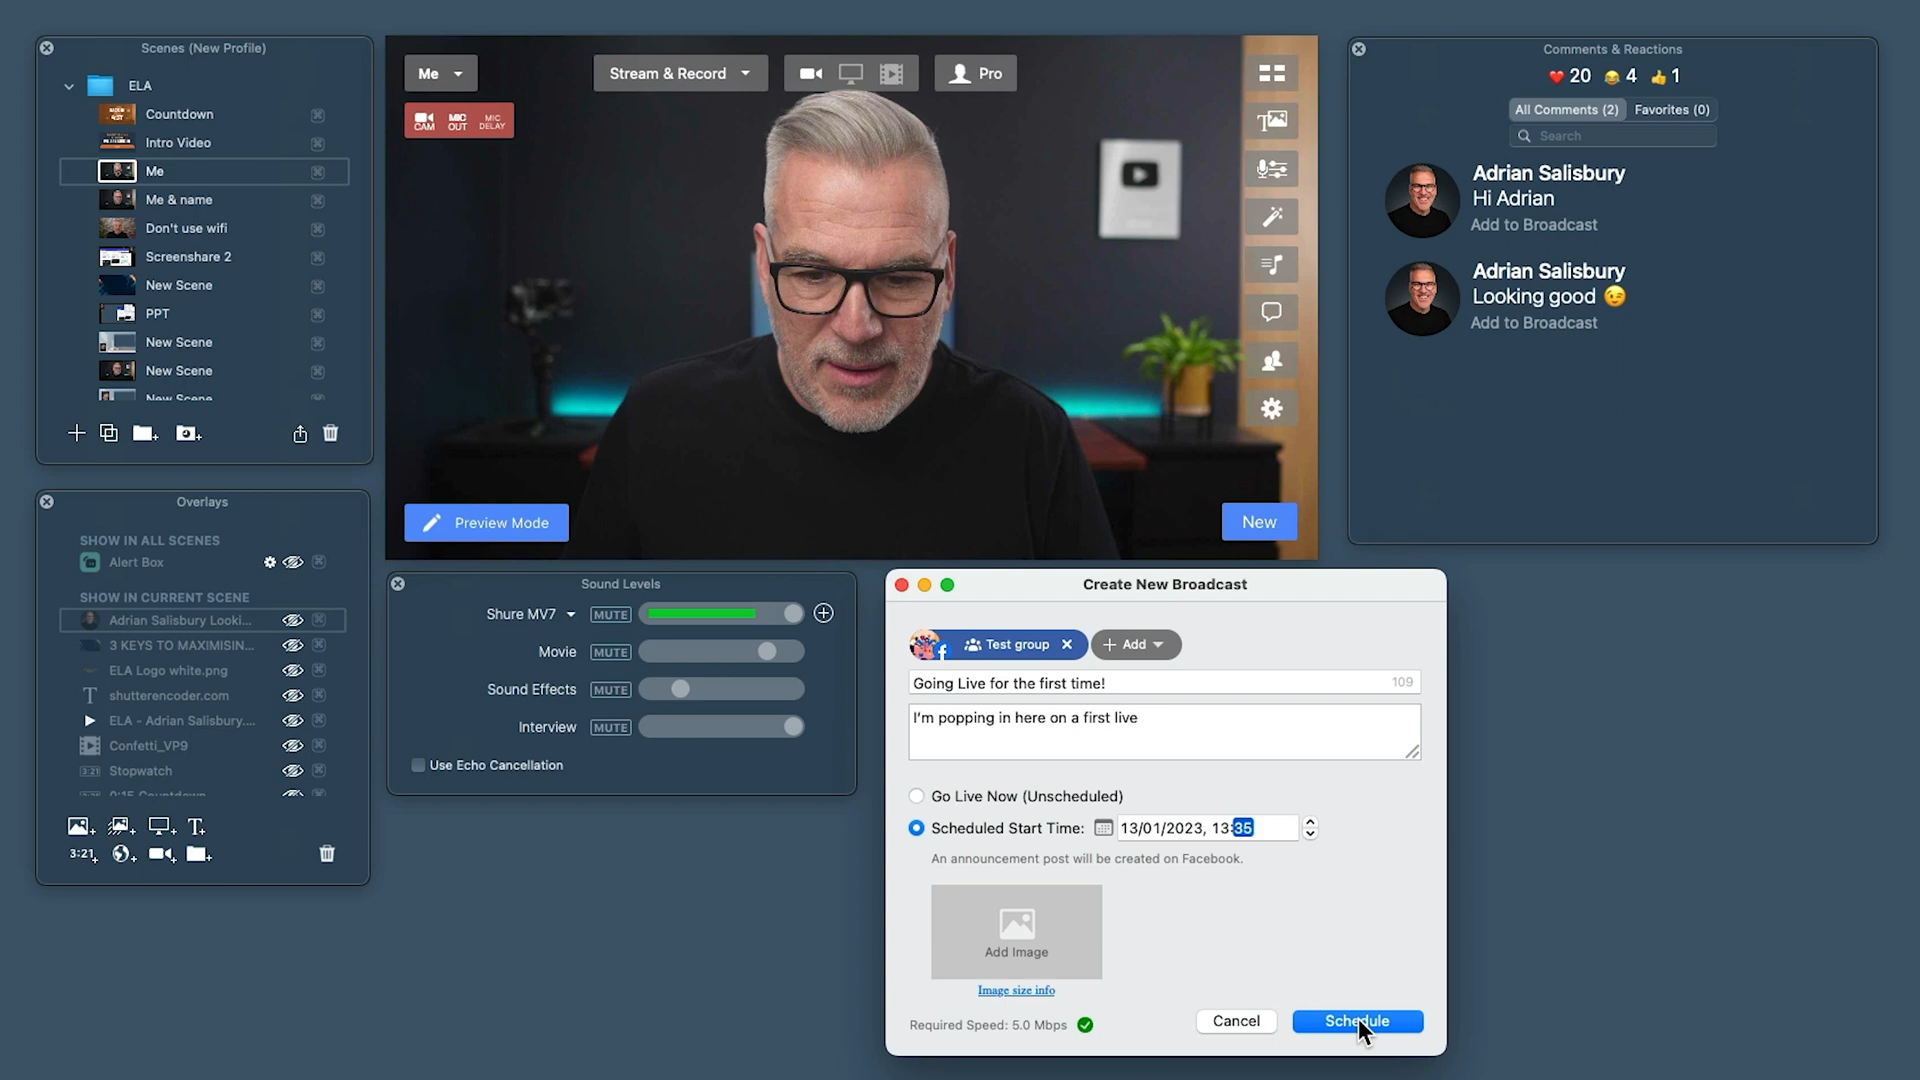 Scenes (New Profile)
ELA
Countdown
Intro Video
Me
Me & name
Don't use wifi
Screenshare 2
New Scene
PPT
New Scene
New Scene
New Scene
Me
Stream & Record
Pro
CAM
MIC OUT
MIC DELAY
Preview Mode
New
Comments & Reactions
20 4 1
All Comments (2) Favorites (0)
Search
Adrian Salisbury
Hi Adrian
Add to Broadcast
Adrian Salisbury
Looking good 😉
Add to Broadcast
Overlays
SHOW IN ALL SCENES
Alert Box
SHOW IN CURRENT SCENE
Adrian Salisbury Looki...
3 KEYS TO MAXIMISIN...
ELA Logo white.png
shutterencoder.com
ELA - Adrian Salisbury....
Confetti_VP9
3:21 Stopwatch
0:15 Countdown
3:21
Sound Levels
Shure MV7 MUTE
Movie MUTE
Sound Effects MUTE
Interview MUTE
Use Echo Cancellation
Create New Broadcast
Test group
Add
Going Live for the first time! 109
I'm popping in here on a first live
Go Live Now (Unscheduled)
Scheduled Start Time: 13/01/2023, 13:35
An announcement post will be created on Facebook.
Add Image
Image size info
Required Speed: 5.0 Mbps
Cancel
Schedule